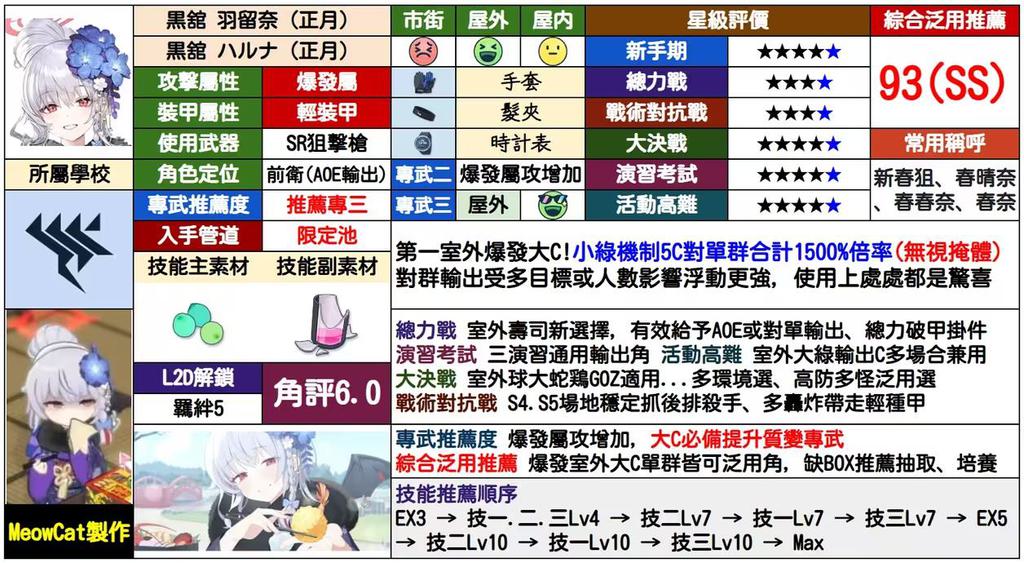 黒舘 羽留奈（正月）
黒舘 ハルナ（正月）
攻擊屬性 爆發屬
裝甲屬性 輕裝甲
使用武器 SR狙擊槍
所屬學校
角色定位 前衛(AOE輸出)
專武推薦度 推薦專三
入手管道 限定池
技能主素材 技能副素材
L2D解鎖
羈絆5
角評6.0
MeowCat製作
市街 屋外 屋内
手套
髮夾
時計表
專武二 爆發屬攻增加
專武三 屋外
星級評價
新手期 ★★★★★
總力戰 ★★★★
戰術對抗戰 ★★★★
大決戰 ★★★★★
演習考試 ★★★★★
活動高難 ★★★★★
綜合泛用推薦
93(SS)
常用稱呼
新春狙、春晴奈
、春春奈、春奈
第一室外爆發大C!小綠機制5C對單群合計1500%倍率(無視掩體)
對群輸出受多目標或人數影響浮動更強，使用上處處都是驚喜
總力戰 室外壽司新選擇，有效給予AOE或對單輸出、總力破甲掛件
演習考試 三演習通用輸出角 活動高難 室外大綠輸出C多場合兼用
大決戰 室外球大蛇鶏GOZ適用...多環境選、高防多怪泛用選
戰術對抗戰 S4.S5場地穩定抓後排殺手、多轟炸帶走輕種甲
專武推薦度 爆發屬攻增加，大C必備提升質變專武
綜合泛用推薦 爆發室外大C單群皆可泛用角，缺BOX推薦抽取、培養
技能推薦順序
EX3 → 技一.二.三Lv4 → 技二Lv7 → 技一Lv7 → 技三Lv7 → EX5
→ 技二Lv10 → 技一Lv10 → 技三Lv10 → Max